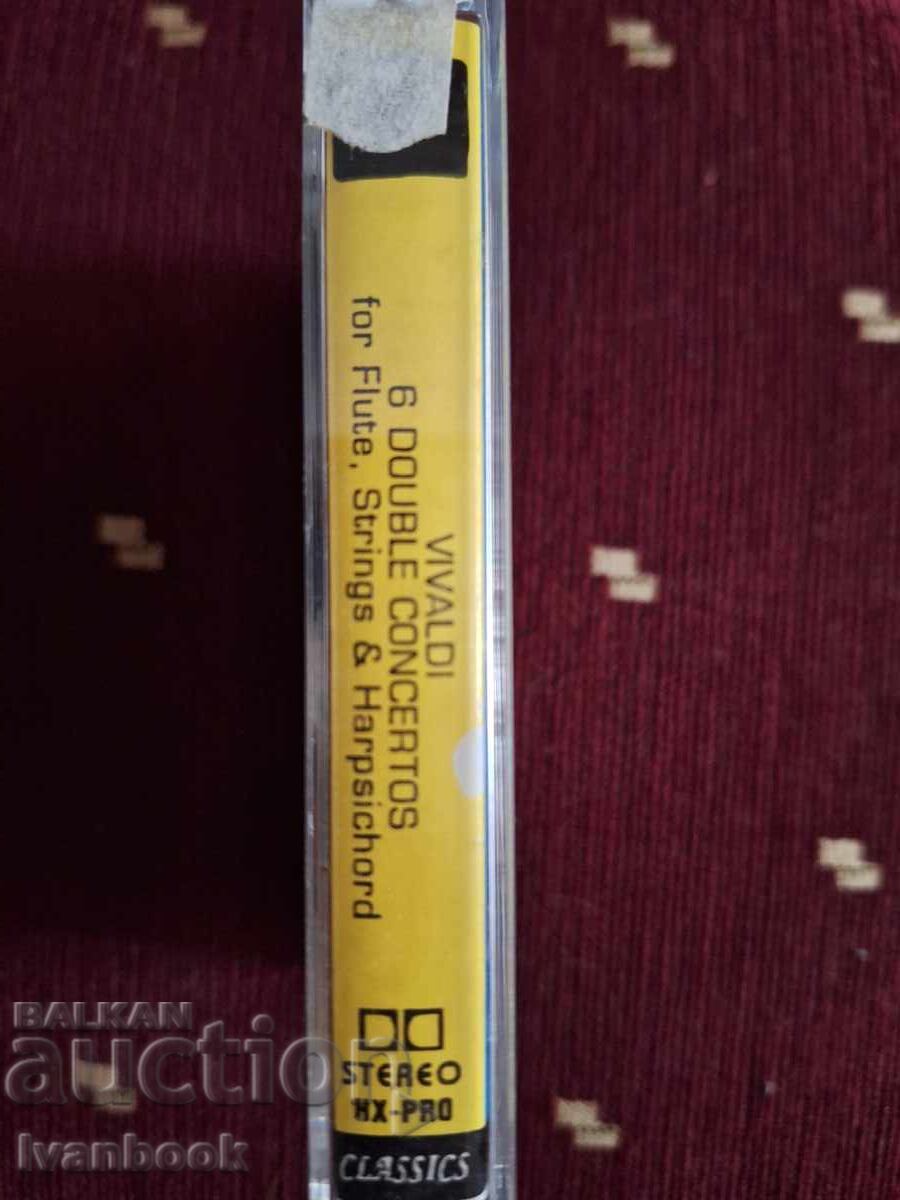 VIVALDI
6 DOUBLE CONCERTOS
for Flute, Strings & Harpsichord
STEREO
HX-PRO
CLASSICS
BALKAN
auction
Ivanbook